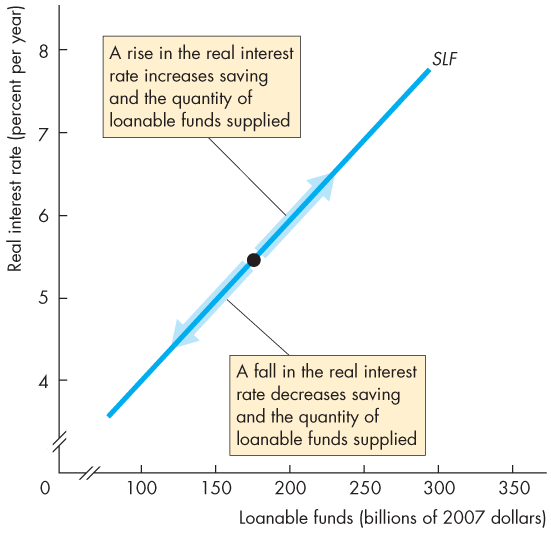 Real interest rate (percent per year)
8
7
6
5
4
0
A rise in the real interest
rate increases saving
and the quantity of
loanable funds supplied
SLF
A fall in the real interest
rate decreases saving
and the quantity of
loanable funds supplied
100 150 200 250 300 350
Loanable funds (billions of 2007 dollars)